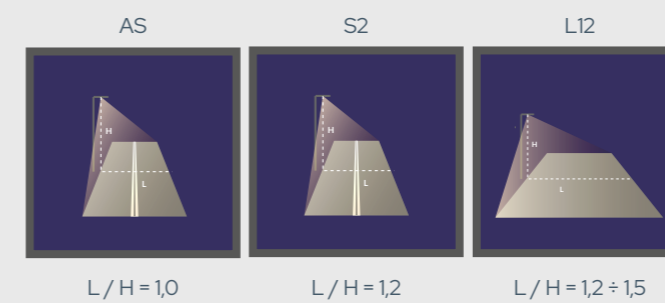 AS
S2
L12
H
L
H
L
H
L
L / H = 1,0
L / H = 1,2
L / H = 1,2 ÷ 1,5